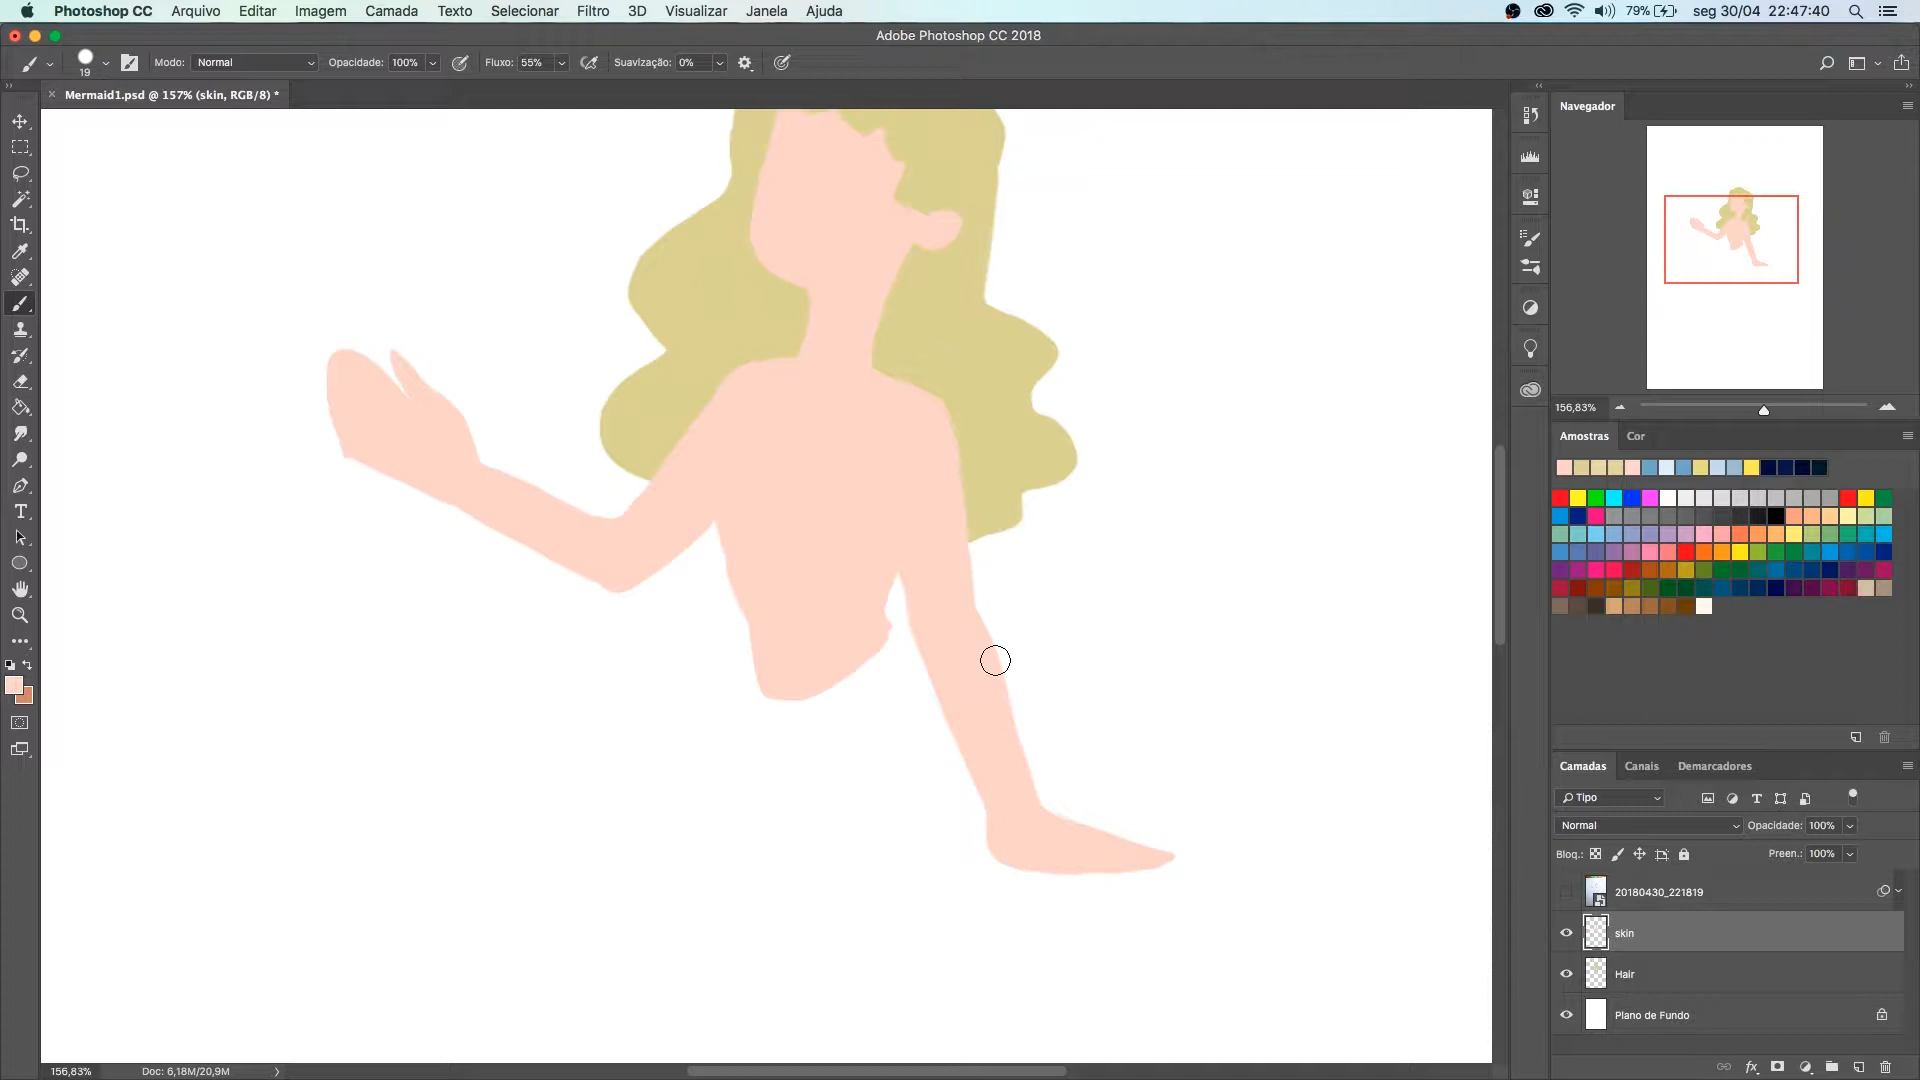 Photoshop CC Arquivo Editar Imagem Camada Texto Selecionar Filtro 3D Visualizar Janela Ajuda 79% seg 30/04 22:47:40
Adobe Photoshop CC 2018
19 Modo: Normal Opacidade: 100% Fluxo: 55% Suavização: 0%
× Mermaid1.psd @ 157% (skin, RGB/8) *
Navegador
156,83%
Amostras Cor
Camadas Canais Demarcadores
Tipo
Normal Opacidade: 100%
Bloq.: Preen.: 100%
20180430_221819
skin
Hair
Plano de Fundo
156,83% Doc: 6,18M/20,9M